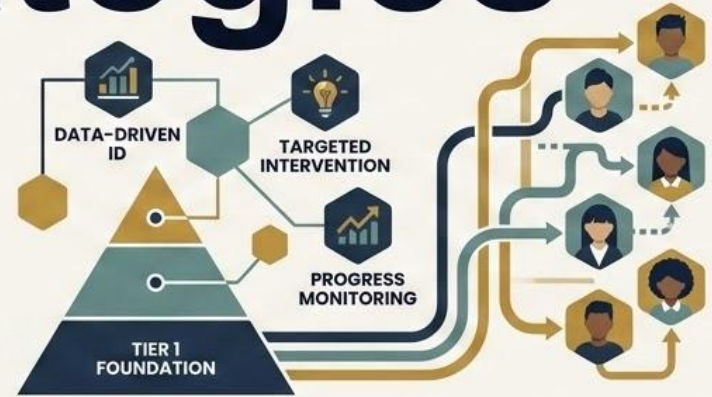 DATA-DRIVEN
ID
TARGETED
INTERVENTION
PROGRESS
MONITORING
TIER 1
FOUNDATION